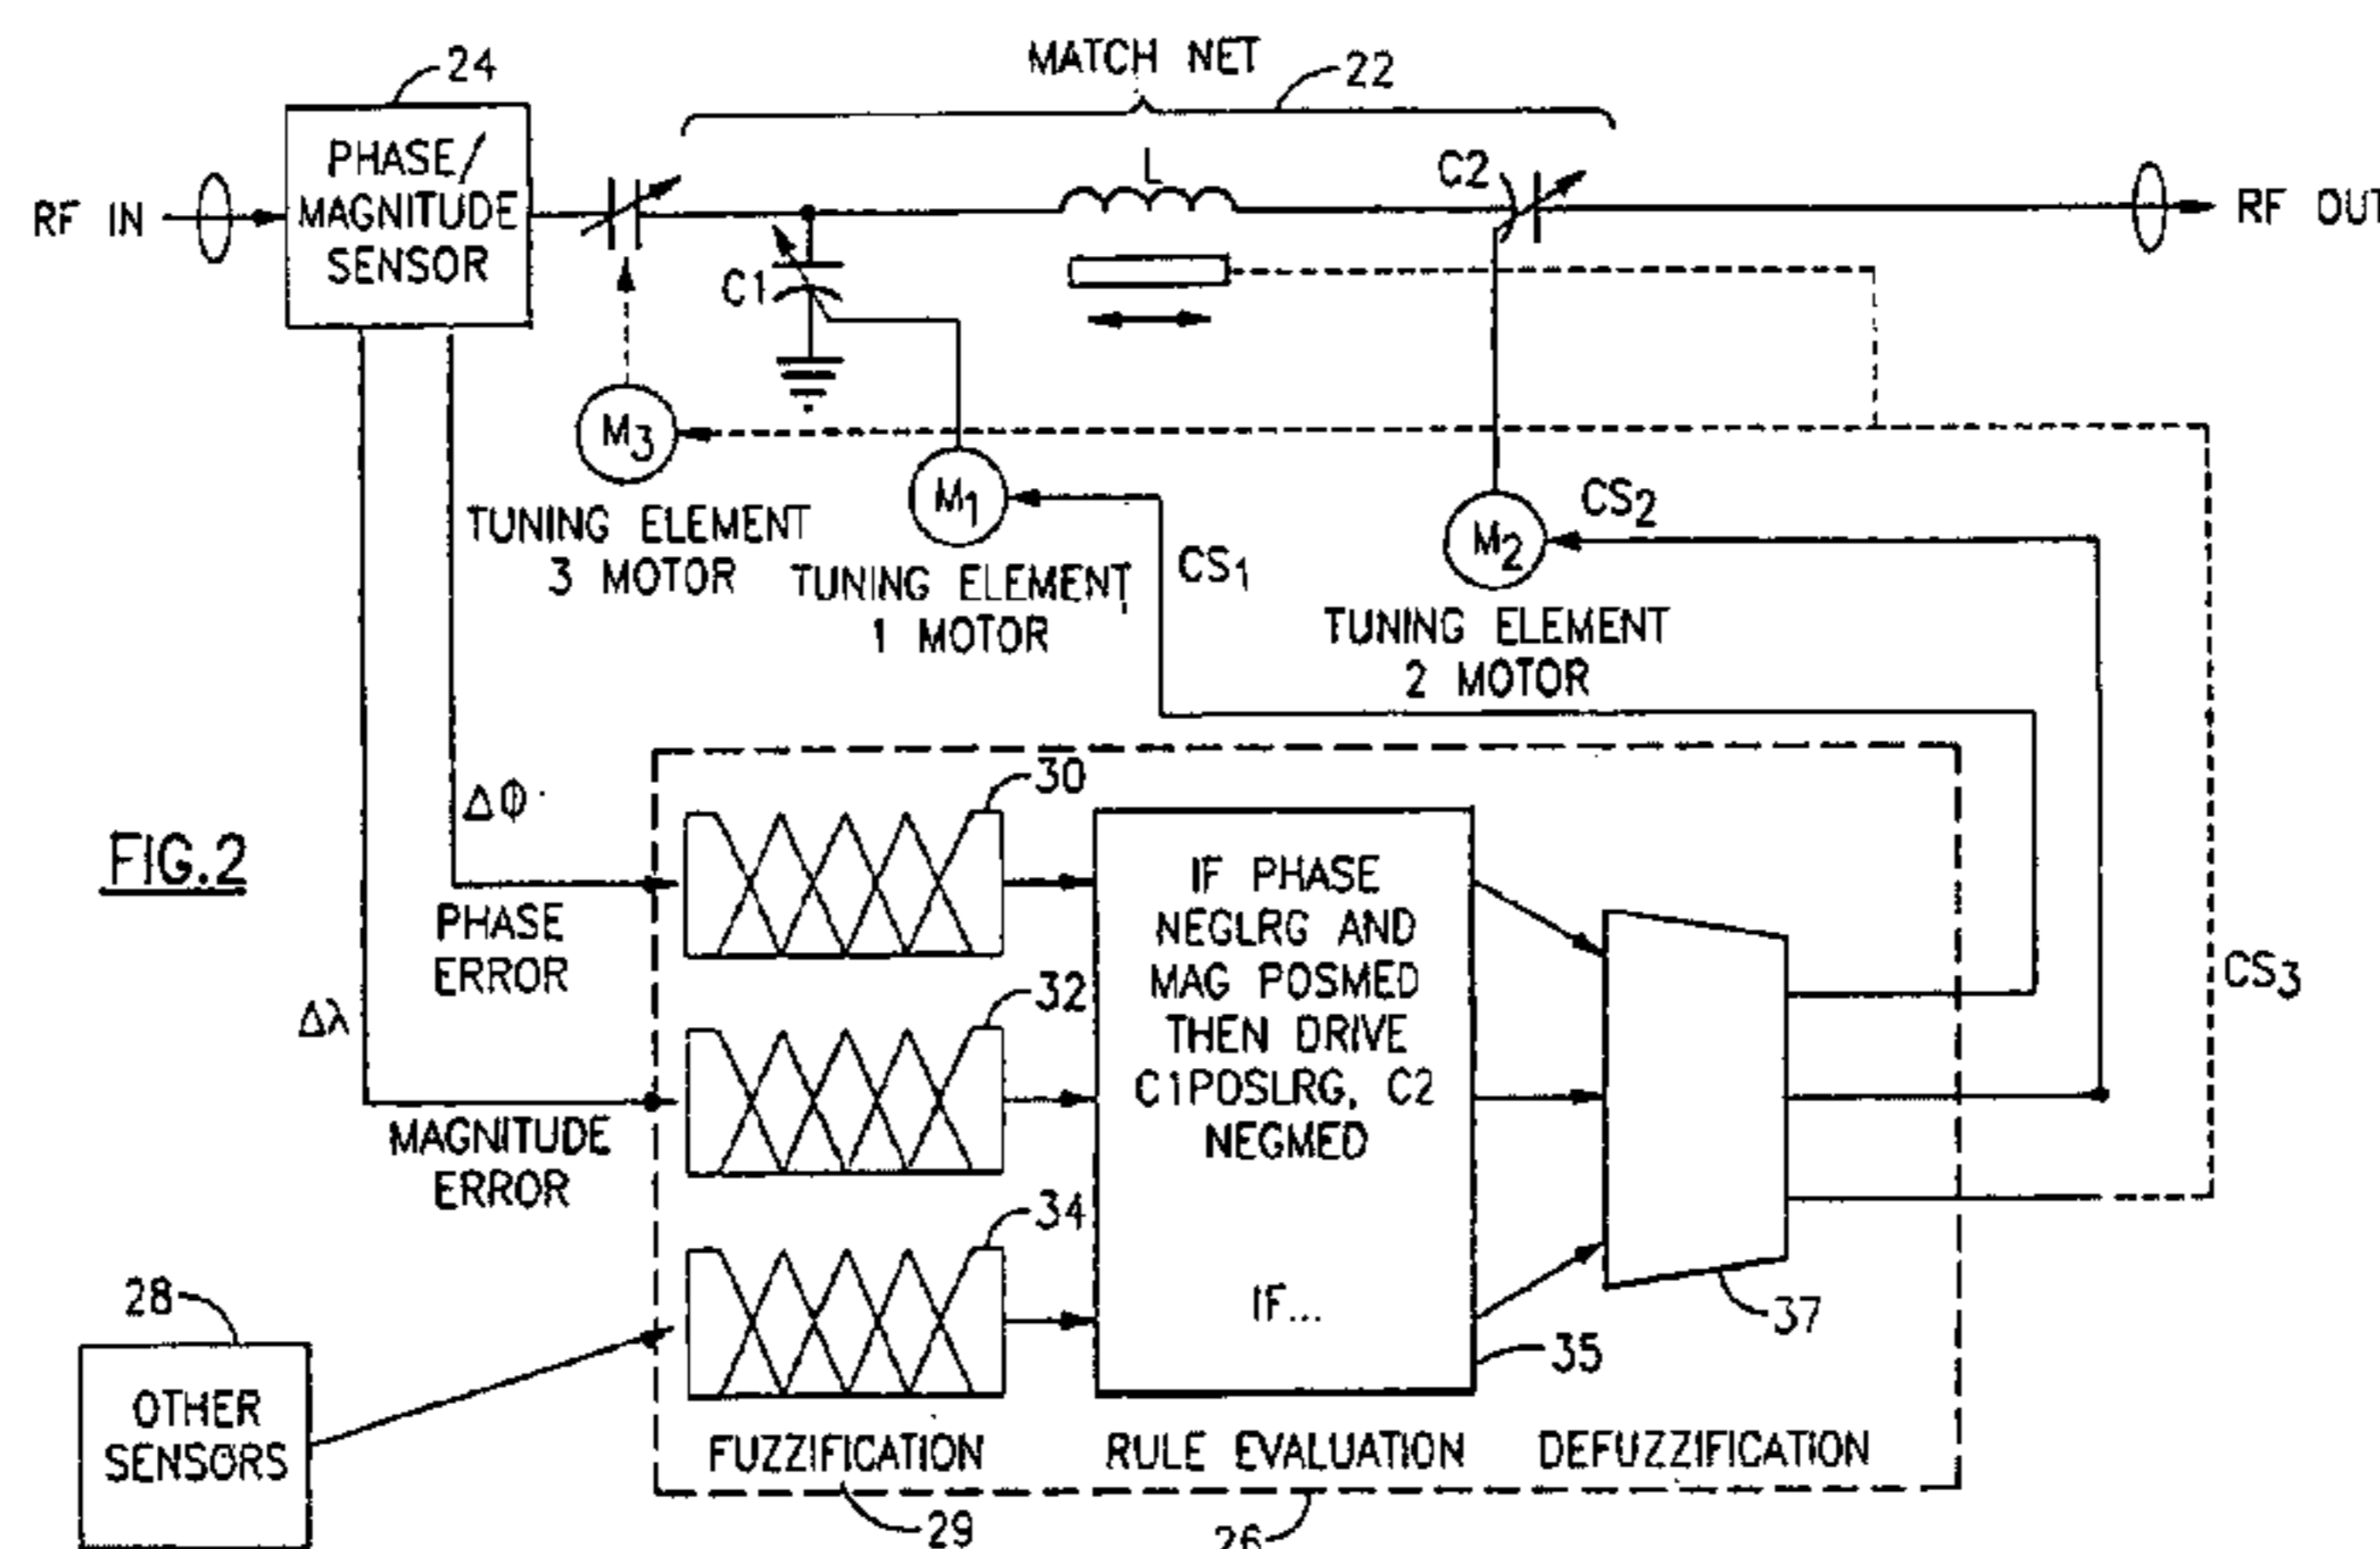 MATCH NET
22
24
PHASE/
MAGNITUDE
SENSOR
RF IN
L
C2
RF OUT
C1
M3
TUNING ELEMENT
3 MOTOR
M1
TUNING ELEMENT
1 MOTOR
CS1
M2
CS2
TUNING ELEMENT
2 MOTOR
ΔΦ
FIG.2
PHASE
ERROR
Δλ
MAGNITUDE
ERROR
30
32
34
IF PHASE
NEGLRG AND
MAG POSMED
THEN DRIVE
C1POSLRG, C2
NEGMED
IF...
35
37
CS3
28
OTHER
SENSORS
FUZZIFICATION
RULE EVALUATION
DEFUZZIFICATION
29
26